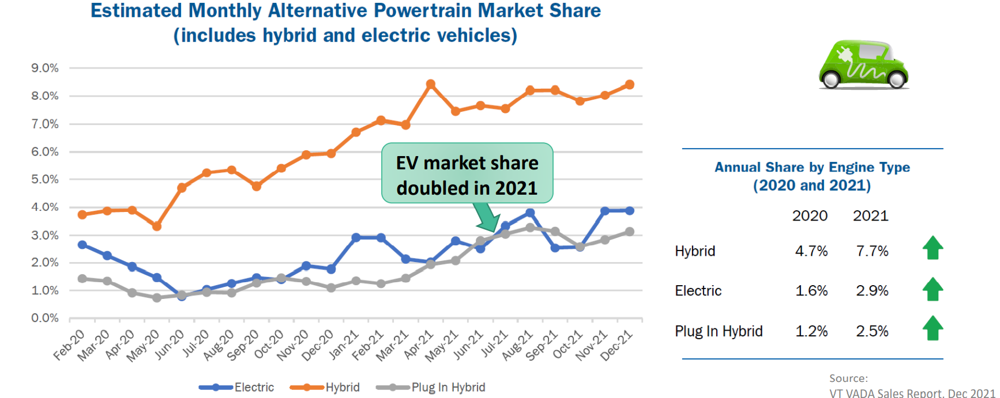 Estimated Monthly Alternative Powertrain Market Share
(includes hybrid and electric vehicles)
9.0%
8.0%
7.0%
6.0%
5.0%
4.0%
3.0%
2.0%
1.0%
0.0%
EV market share
doubled in 2021
Feb-20 Mar-20 Apr-20 May-20 Jun-20 Jul-20 Aug-20 Sep-20 Oct-20 Nov-20 Dec-20 Jan-21 Feb-21 Mar-21 Apr-21 May-21 Jun-21 Jul-21 Aug-21 Sep-21 Oct-21 Nov-21 Dec-21
Electric Hybrid Plug In Hybrid
Annual Share by Engine Type
(2020 and 2021)
2020 2021
Hybrid 4.7% 7.7%
Electric 1.6% 2.9%
Plug In Hybrid 1.2% 2.5%
Source:
VT VADA Sales Report, Dec 2021